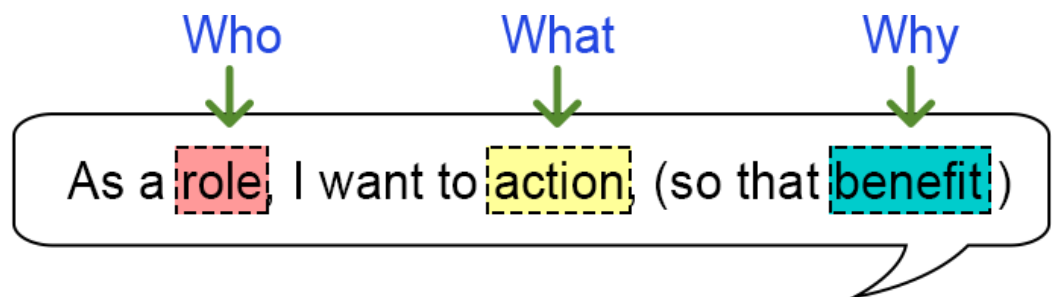 Who What Why
As a role, I want to action, (so that benefit )